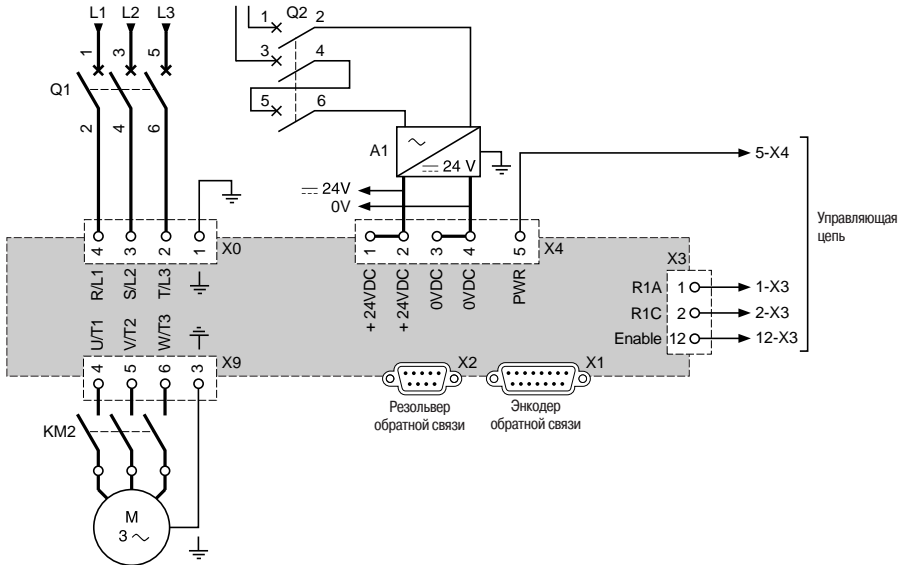 L1 L2 L3
1 3 5
Q1
2 4 6
Q2
1 2
3 4
5 6
A1
24 V
24V
0V
5-X4
Управляющая
цепь
X0
4 3 2 1
R/L1 S/L2 T/L3
X4
1 2 3 4 5
+ 24VDC + 24VDC 0VDC 0VDC PWR
X3
R1A 1 1-X3
R1C 2 2-X3
Enable 12 12-X3
U/T1 V/T2 W/T3
X9
4 5 6 3
X2
X1
Резольвер
обратной связи
Энкодер
обратной связи
KM2
M
3